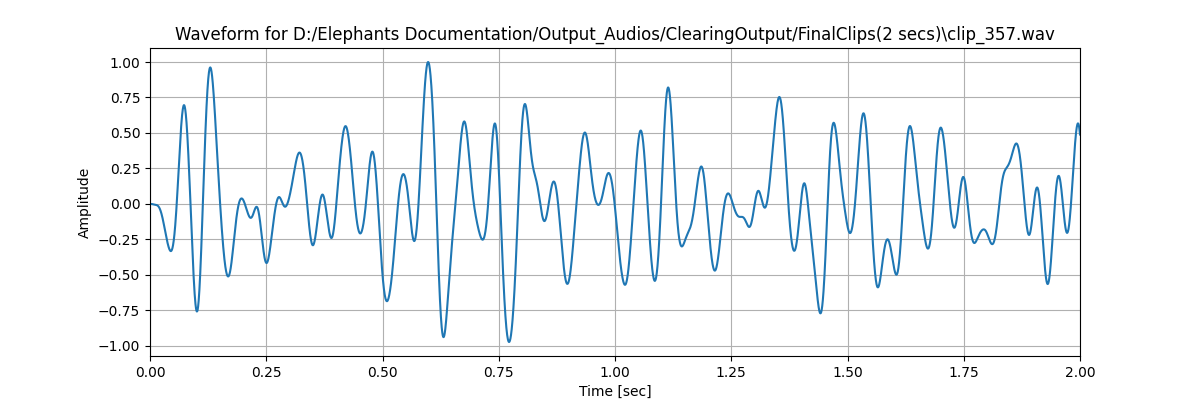 Waveform for D:/Elephants Documentation/Output_Audios/ClearingOutput/FinalClips(2 secs)\clip_357.wav
1.00
0.75
0.50
0.25
0.00
−0.25
−0.50
−0.75
−1.00
Amplitude
0.00 0.25 0.50 0.75 1.00 1.25 1.50 1.75 2.00
Time [sec]